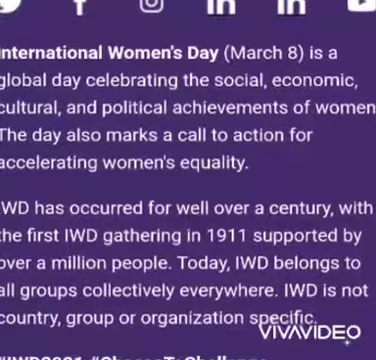 International Women's Day (March 8) is a
global day celebrating the social, economic,
cultural, and political achievements of women
The day also marks a call to action for
accelerating women's equality.
IWD has occurred for well over a century, with
the first IWD gathering in 1911 supported by
over a million people. Today, IWD belongs to
all groups collectively everywhere. IWD is not
country, group or organization specific.
VIVAVIDEO